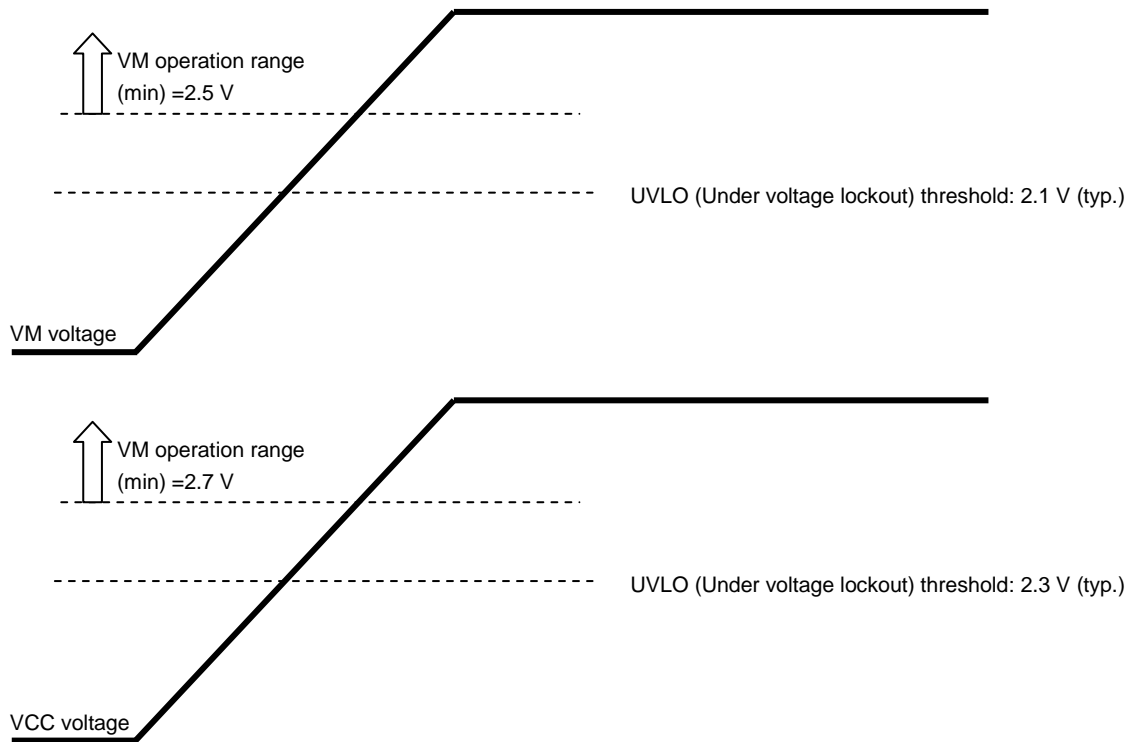 VM operation range
(min) =2.5 V
UVLO (Under voltage lockout) threshold: 2.1 V (typ.)
VM voltage
VM operation range
(min) =2.7 V
UVLO (Under voltage lockout) threshold: 2.3 V (typ.)
VCC voltage